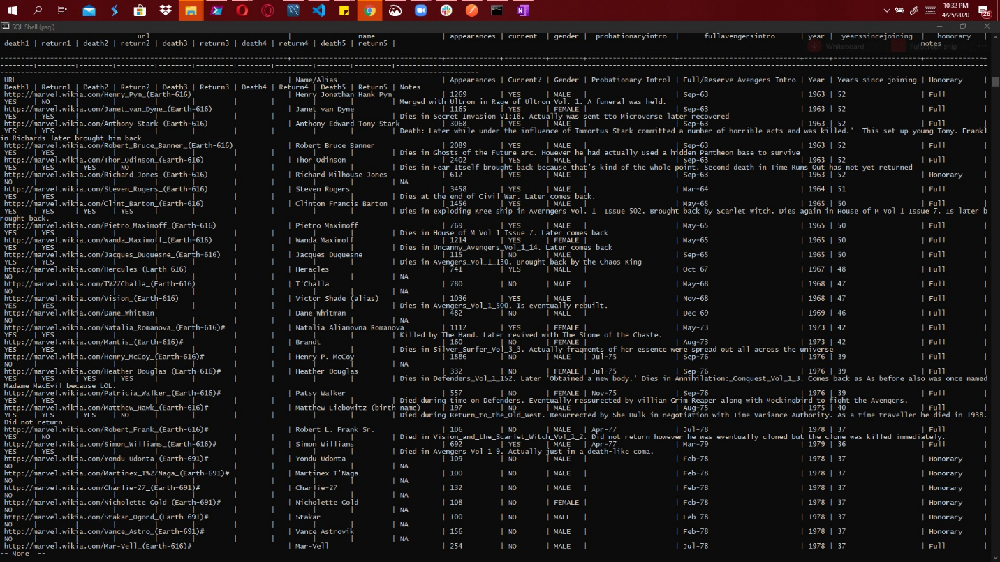 10:32 PM
4/25/2020
26
SQL Shell (psql)
url | name | appearances | current | gender | probationaryintro | fullavengersintro | year | yearssincejoining | honorary |
death1 | return1 | death2 | return2 | death3 | return3 | death4 | return4 | death5 | return5 | notes
Whiteboard Fullscreen snip
URL | Name/Alias | Appearances | Current? | Gender | Probationary Introl | Full/Reserve Avengers Intro | Year | Years since joining | Honorary |
Death1 | Return1 | Death2 | Return2 | Death3 | Return3 | Death4 | Return4 | Death5 | Return5 | Notes
http://marvel.wikia.com/Henry_Pym_(Earth-616) | Henry Jonathan Hank Pym | 1269 | YES | MALE | | Sep-63 | 1963 | 52 | Full |
YES | NO | | | | | | | | | Merged with Ultron in Rage of Ultron Vol. 1. A funeral was held.
http://marvel.wikia.com/Janet_van_Dyne_(Earth-616) | Janet van Dyne | 1165 | YES | FEMALE | | Sep-63 | 1963 | 52 | Full |
YES | YES | | | | | | | | | Dies in Secret Invasion V1:I8. Actually was sent tto Microverse later recovered
http://marvel.wikia.com/Anthony_Stark_(Earth-616) | Anthony Edward Tony Stark | 3068 | YES | MALE | | Sep-63 | 1963 | 52 | Full |
YES | YES | | | | | | | | | Death: Later while under the influence of Immortus Stark committed a number of horrible acts and was killed.' This set up young Tony. Frankl
in Richards later brought him back
http://marvel.wikia.com/Robert_Bruce_Banner_(Earth-616) | Robert Bruce Banner | 2089 | YES | MALE | | Sep-63 | 1963 | 52 | Full |
YES | YES | | | | | | | | | Dies in Ghosts of the Future arc. However he had actually used a hidden Pantheon base to survive
http://marvel.wikia.com/Thor_Odinson_(Earth-616) | Thor Odinson | 2402 | YES | MALE | | Sep-63 | 1963 | 52 | Full |
YES | YES | YES | NO | | | | | | | Dies in Fear Itself brought back because that's kind of the whole point. Second death in Time Runs Out has not yet returned
http://marvel.wikia.com/Richard_Jones_(Earth-616) | Richard Milhouse Jones | 612 | YES | MALE | | Sep-63 | 1963 | 52 | Honorary |
NO | | | | | | | | | | NA
http://marvel.wikia.com/Steven_Rogers_(Earth-616) | Steven Rogers | 3458 | YES | MALE | | Mar-64 | 1964 | 51 | Full |
YES | YES | | | | | | | | | Dies at the end of Civil War. Later comes back.
http://marvel.wikia.com/Clint_Barton_(Earth-616) | Clinton Francis Barton | 1456 | YES | MALE | | May-65 | 1965 | 50 | Full |
YES | YES | YES | YES | | | | | | | Dies in exploding Kree ship in Averngers Vol. 1 Issue 502. Brought back by Scarlet Witch. Dies again in House of M Vol 1 Issue 7. Is later b
rought back.
http://marvel.wikia.com/Pietro_Maximoff_(Earth-616) | Pietro Maximoff | 769 | YES | MALE | | May-65 | 1965 | 50 | Full |
YES | YES | | | | | | | | | Dies in House of M Vol 1 Issue 7. Later comes back
http://marvel.wikia.com/Wanda_Maximoff_(Earth-616) | Wanda Maximoff | 1214 | YES | FEMALE | | May-65 | 1965 | 50 | Full |
YES | YES | | | | | | | | | Dies in Uncanny_Avengers_Vol_1_14. Later comes back
http://marvel.wikia.com/Jacques_Duquesne_(Earth-616) | Jacques Duquesne | 115 | NO | MALE | | Sep-65 | 1965 | 50 | Full |
YES | YES | | | | | | | | | Dies in Avengers_Vol_1_130. Brought back by the Chaos King
http://marvel.wikia.com/Hercules_(Earth-616) | Heracles | 741 | YES | MALE | | Oct-67 | 1967 | 48 | Full |
NO | | | | | | | | | | NA
http://marvel.wikia.com/T%27Challa_(Earth-616) | T'Challa | 780 | NO | MALE | | May-68 | 1968 | 47 | Full |
NO | | | | | | | | | | NA
http://marvel.wikia.com/Vision_(Earth-616) | Victor Shade (alias) | 1036 | YES | MALE | | Nov-68 | 1968 | 47 | Full |
YES | YES | | | | | | | | | Dies in Avengers_Vol_1_500. Is eventually rebuilt.
http://marvel.wikia.com/Dane_Whitman | Dane Whitman | 482 | NO | MALE | | Dec-69 | 1969 | 46 | Full |
NO | | | | | | | | | | NA
http://marvel.wikia.com/Natalia_Romanova_(Earth-616)# | Natalia Alianovna Romanova | 1112 | YES | FEMALE | | May-73 | 1973 | 42 | Full |
YES | YES | | | | | | | | | Killed by The Hand. Later revived with The Stone of the Chaste.
http://marvel.wikia.com/Mantis_(Earth-616)# | Brandt | 160 | NO | FEMALE | | Aug-73 | 1973 | 42 | Full |
YES | YES | | | | | | | | | Dies in Silver_Surfer_Vol_3_3. Actually fragments of her essence were spread out all across the universe
http://marvel.wikia.com/Henry_McCoy_(Earth-616)# | Henry P. McCoy | 1886 | NO | MALE | Jul-75 | Sep-76 | 1976 | 39 | Full |
NO | | | | | | | | | | NA
http://marvel.wikia.com/Heather_Douglas_(Earth-616)# | Heather Douglas | 332 | NO | FEMALE | Jul-75 | Sep-76 | 1976 | 39 | Full |
YES | YES | YES | YES | | | | | | | Dies in Defenders_Vol_1_152. Later 'Obtained a new body.' Dies in Annihilation:_Conquest_Vol_1_3. Comes back as As before also was once named
Madame MacEvil because LOL.
http://marvel.wikia.com/Patricia_Walker_(Earth-616)# | Patsy Walker | 557 | NO | FEMALE | Nov-75 | Sep-76 | 1976 | 39 | Full |
YES | YES | | | | | | | | | Died during time on Defenders. Eventually ressurected by villian Grim Reaper along with Mockingbird to fight the Avengers.
http://marvel.wikia.com/Matthew_Hawk_(Earth-616)# | Matthew Liebowitz (birth name) | 197 | NO | MALE | | Aug-75 | 1975 | 40 | Full |
YES | YES | YES | NO | | | | | | | Died during Return_to_the_Old_West. Resurrected by She Hulk in negotiation with Time Variance Authority. As a time traveller he died in 1938.
Did not return
http://marvel.wikia.com/Robert_Frank_(Earth-616)# | Robert L. Frank Sr. | 106 | NO | MALE | Apr-77 | Jul-78 | 1978 | 37 | Full |
YES | NO | | | | | | | | | Died in Vision_and_the_Scarlet_Witch_Vol_1_2. Did not return however he was eventually cloned but the clone was killed immediately.
http://marvel.wikia.com/Simon_Williams_(Earth-616)# | Simon Williams | 692 | YES | MALE | Apr-77 | Mar-79 | 1979 | 36 | Full |
YES | YES | | | | | | | | | Died in Avengers_Vol_1_9. Actually just in a death-like coma.
http://marvel.wikia.com/Yondu_Udonta_(Earth-691)# | Yondu Udonta | 109 | NO | MALE | | Feb-78 | 1978 | 37 | Honorary |
NO | | | | | | | | | | NA
http://marvel.wikia.com/Martinex_T%27Naga_(Earth-691)# | Martinex T'Naga | 100 | NO | MALE | | Feb-78 | 1978 | 37 | Honorary |
NO | | | | | | | | | | NA
http://marvel.wikia.com/Charlie-27_(Earth-691)# | Charlie-27 | 132 | NO | MALE | | Feb-78 | 1978 | 37 | Honorary |
NO | | | | | | | | | | NA
http://marvel.wikia.com/Nicholette_Gold_(Earth-691)# | Nicholette Gold | 108 | NO | FEMALE | | Feb-78 | 1978 | 37 | Honorary |
NO | | | | | | | | | | NA
http://marvel.wikia.com/Stakar_Ogord_(Earth-691)# | Stakar | 100 | NO | MALE | | Feb-78 | 1978 | 37 | Honorary |
NO | | | | | | | | | | NA
http://marvel.wikia.com/Vance_Astro_(Earth-691)# | Vance Astrovik | 156 | NO | MALE | | Feb-78 | 1978 | 37 | Honorary |
NO | | | | | | | | | | NA
http://marvel.wikia.com/Mar-Vell_(Earth-616)# | Mar-Vell | 254 | NO | MALE | | Jul-78 | 1978 | 37 | Full |
-- More --